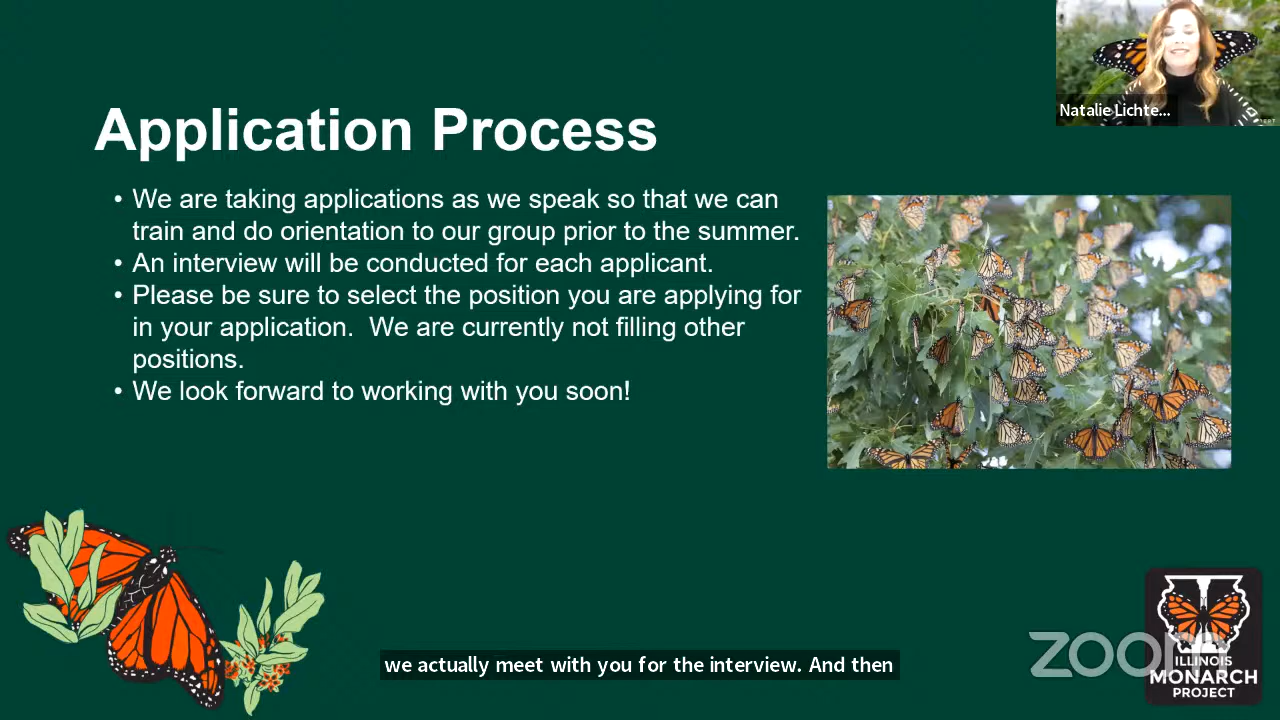 Natalie Lichte...
Application Process
• We are taking applications as we speak so that we can
train and do orientation to our group prior to the summer.
• An interview will be conducted for each applicant.
• Please be sure to select the position you are applying for
in your application.  We are currently not filling other
positions.
• We look forward to working with you soon!
we actually meet with you for the interview. And then
zoom
ILLINOIS
MONARCH
PROJECT